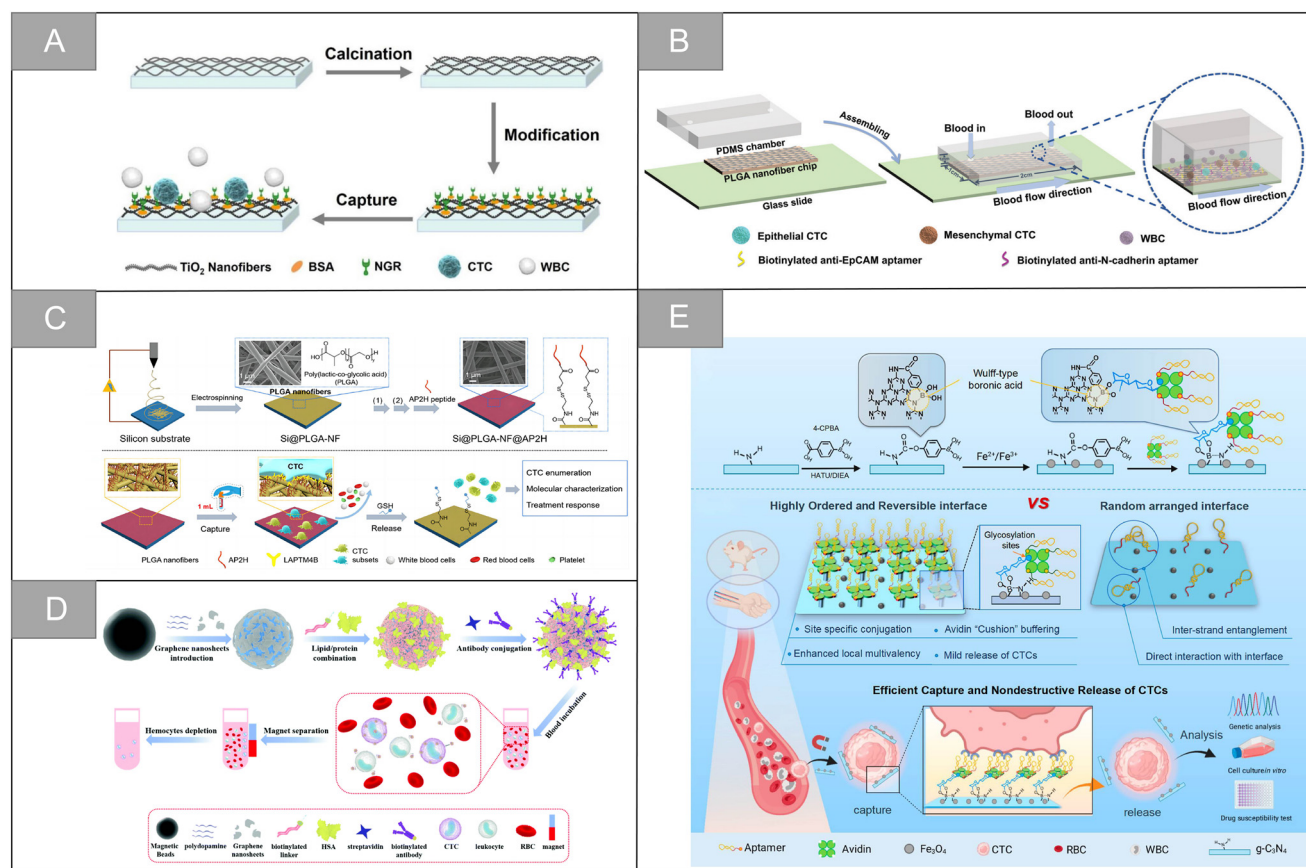 A
Calcination
Modification
Capture
TiO2 Nanofibers
BSA
NGR
CTC
WBC
B
PDMS chamber
PLGA nanofiber chip
Glass slide
Assembling
Blood in
Blood out
2cm
Blood flow direction
Blood flow direction
Epithelial CTC
Mesenchymal CTC
WBC
Biotinylated anti-EpCAM aptamer
Biotinylated anti-N-cadherin aptamer
C
Silicon substrate
Electrospinning
1 μm
Poly(lactic-co-glycolic acid)
(PLGA)
PLGA nanofibers
Si@PLGA-NF
(1)
(2)
AP2H peptide
1 μm
Si@PLGA-NF@AP2H
PLGA nanofibers
1 mL
Capture
CTC
GSH
Release
CTC enumeration
Molecular characterization
Treatment response
AP2H
LAPTM4B
CTC
subsets
White blood cells
Red blood cells
Platelet
D
Graphene nanosheets
introduction
Lipid/protein
combination
Antibody conjugation
Blood incubation
Magnet separation
Hemocytes depletion
Magnetic
Beads
polydopamine
Graphene
nanosheets
biotinylated
linker
HSA
streptavidin
biotinylated
antibody
CTC
leukocyte
RBC
magnet
E
Wulff-type
boronic acid
4-CPBA
HATU/DIEA
Fe2+/Fe3+
Highly Ordered and Reversible interface
VS
Random arranged interface
Glycosylation
sites
Site specific conjugation
Avidin "Cushion" buffering
Enhanced local multivalency
Mild release of CTCs
Inter-strand entanglement
Direct interaction with interface
Efficient Capture and Nondestructive Release of CTCs
capture
release
Analysis
Genetic analysis
Cell culture in vitro
Drug susceptibility test
Aptamer
Avidin
Fe3O4
CTC
RBC
WBC
g-C3N4